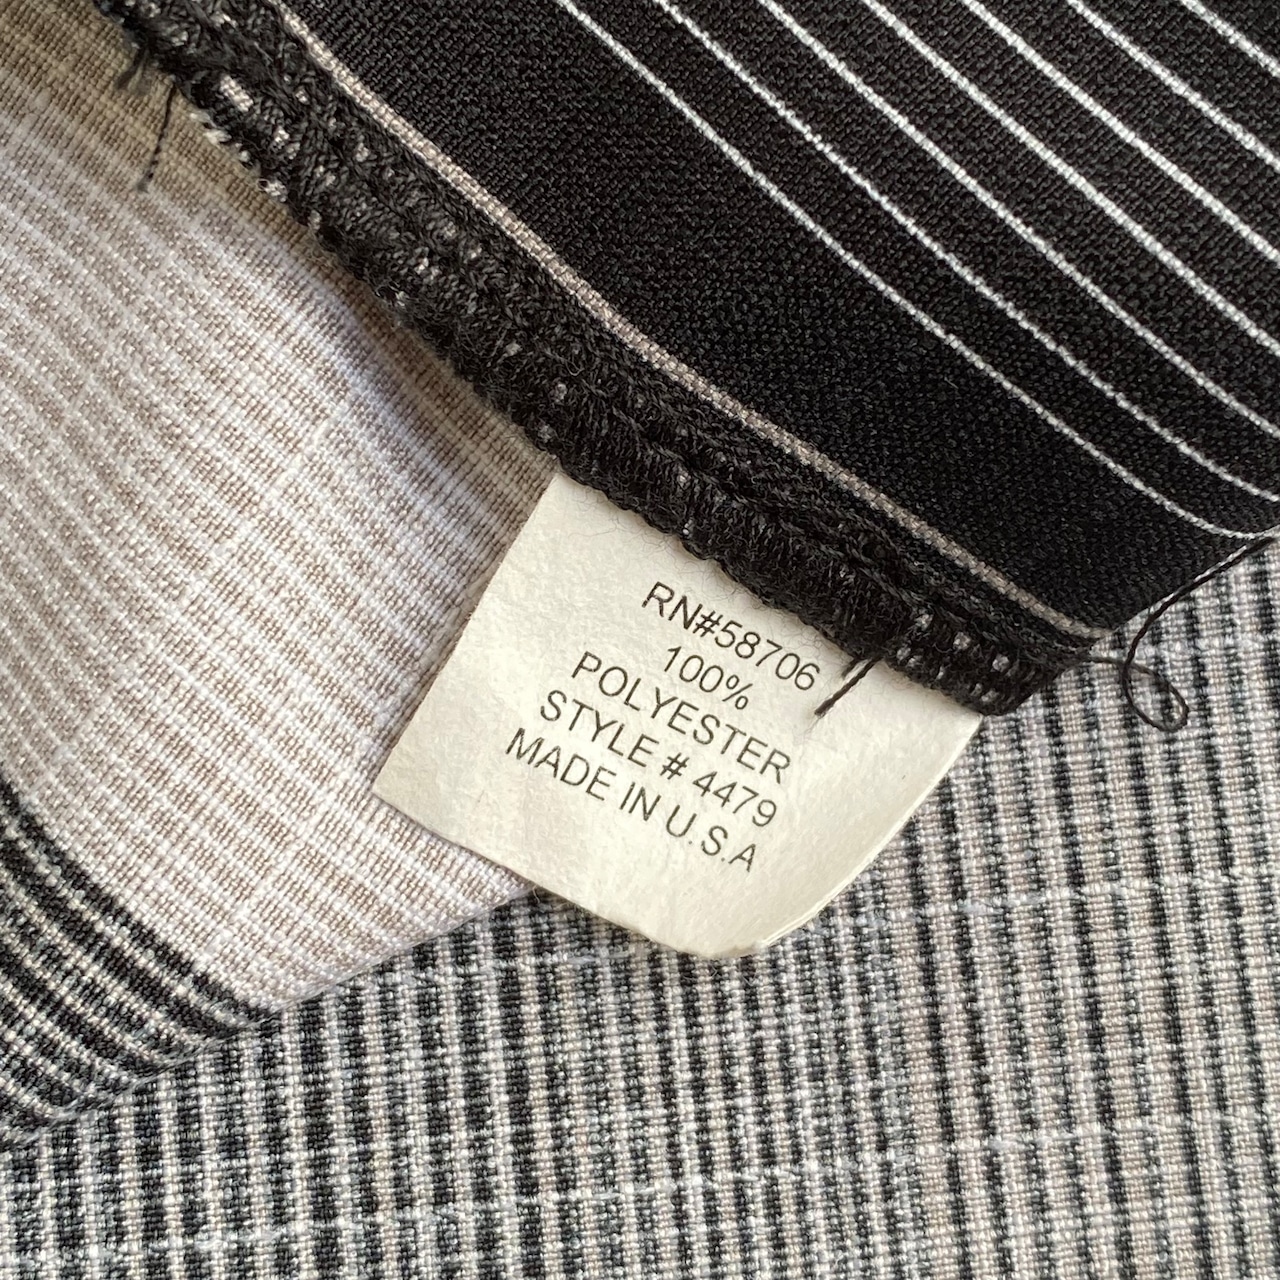 RN#58706
100%
POLYESTER
STYLE # 4479
MADE IN U.S.A